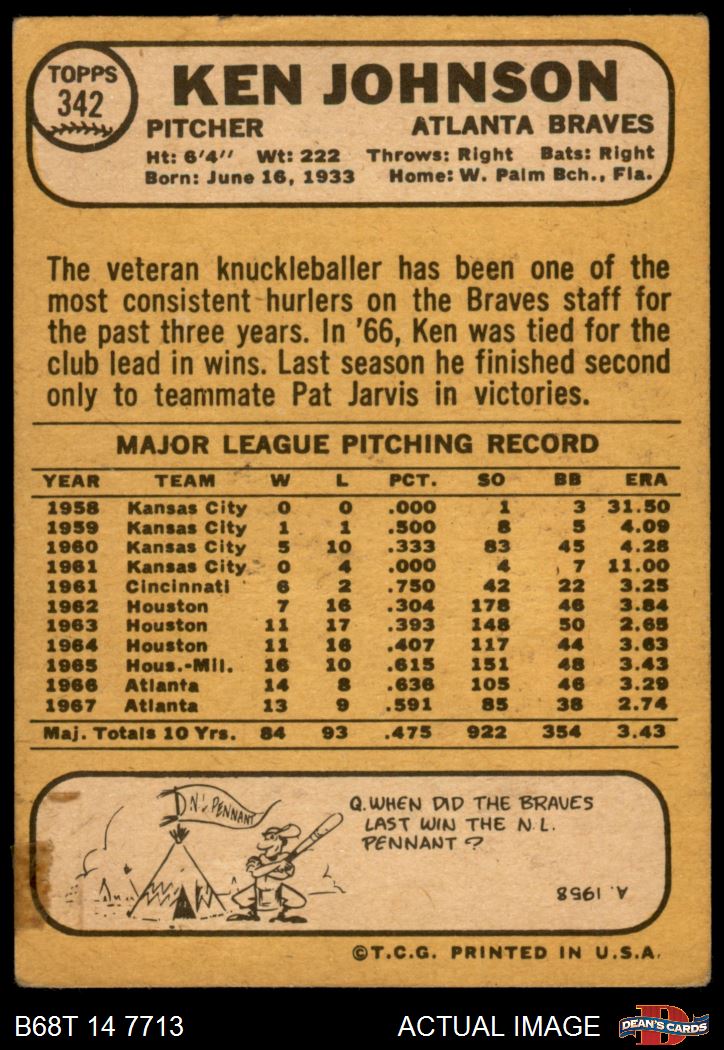 TOPPS
342
KEN JOHNSON
PITCHER ATLANTA BRAVES
Ht: 6'4'' Wt: 222 Throws: Right Bats: Right
Born: June 16, 1933 Home: W. Palm Bch., Fla.
The veteran knuckleballer has been one of the
most consistent hurlers on the Braves staff for
the past three years. In '66, Ken was tied for the
club lead in wins. Last season he finished second
only to teammate Pat Jarvis in victories.
MAJOR LEAGUE PITCHING RECORD
YEAR TEAM W L PCT. SO BB ERA
1958 Kansas City 0 0 .000 1 3 31.50
1959 Kansas City 1 1 .500 8 5 4.09
1960 Kansas City 5 10 .333 83 45 4.28
1961 Kansas City 0 4 .000 4 7 11.00
1961 Cincinnati 6 2 .750 42 22 3.25
1962 Houston 7 16 .304 178 46 3.84
1963 Houston 11 17 .393 148 50 2.65
1964 Houston 11 16 .407 117 44 3.63
1965 Hous.-Mil. 16 10 .615 151 48 3.43
1966 Atlanta 14 8 .636 105 46 3.29
1967 Atlanta 13 9 .591 85 38 2.74
Maj. Totals 10 Yrs. 84 93 .475 922 354 3.43
N.L. PENNANT
Q. WHEN DID THE BRAVES
LAST WIN THE N.L.
PENNANT?
A. 1958
©T.C.G. PRINTED IN U.S.A.
B68T 14 7713 ACTUAL IMAGE
D
DEAN'S CARDS